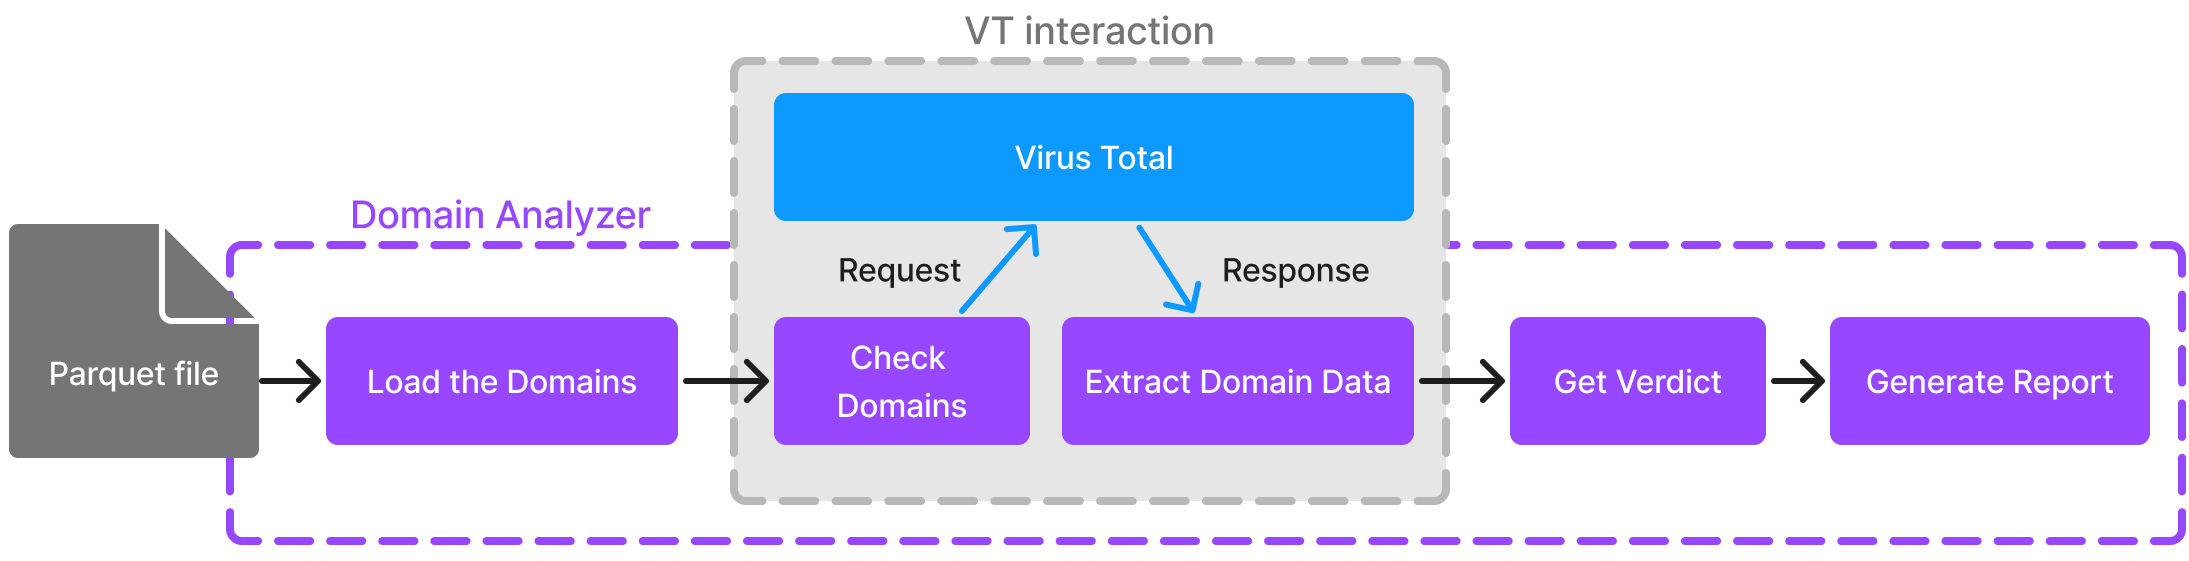 VT interaction
Virus Total
Domain Analyzer
Request
Response
Parquet file
Load the Domains
Check
Domains
Extract Domain Data
Get Verdict
Generate Report